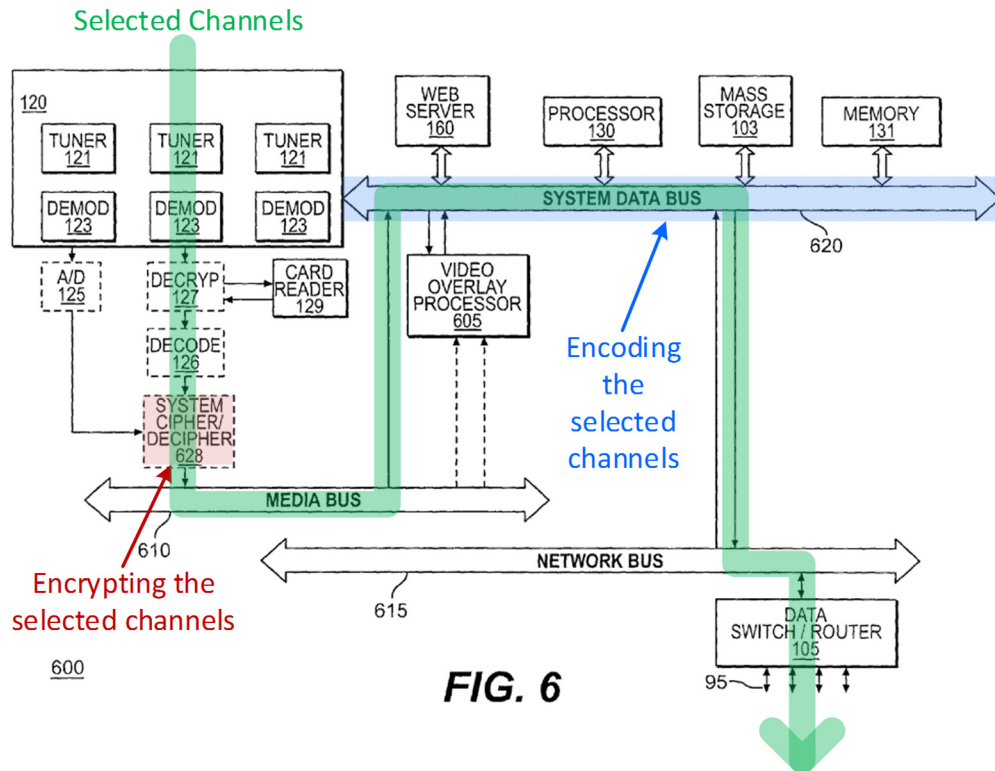 Selected Channels
120
TUNER
121
TUNER
121
TUNER
121
DEMOD
123
DEMOD
123
DEMOD
123
WEB
SERVER
160
PROCESSOR
130
MASS
STORAGE
103
MEMORY
131
SYSTEM DATA BUS
620
A/D
125
DECRYP
127
CARD
READER
129
DECODE
126
SYSTEM
CIPHER/
DECIPHER
628
VIDEO
OVERLAY
PROCESSOR
605
Encoding
the
selected
channels
MEDIA BUS
610
Encrypting the
selected channels
NETWORK BUS
615
DATA
SWITCH / ROUTER
105
95
600
FIG. 6